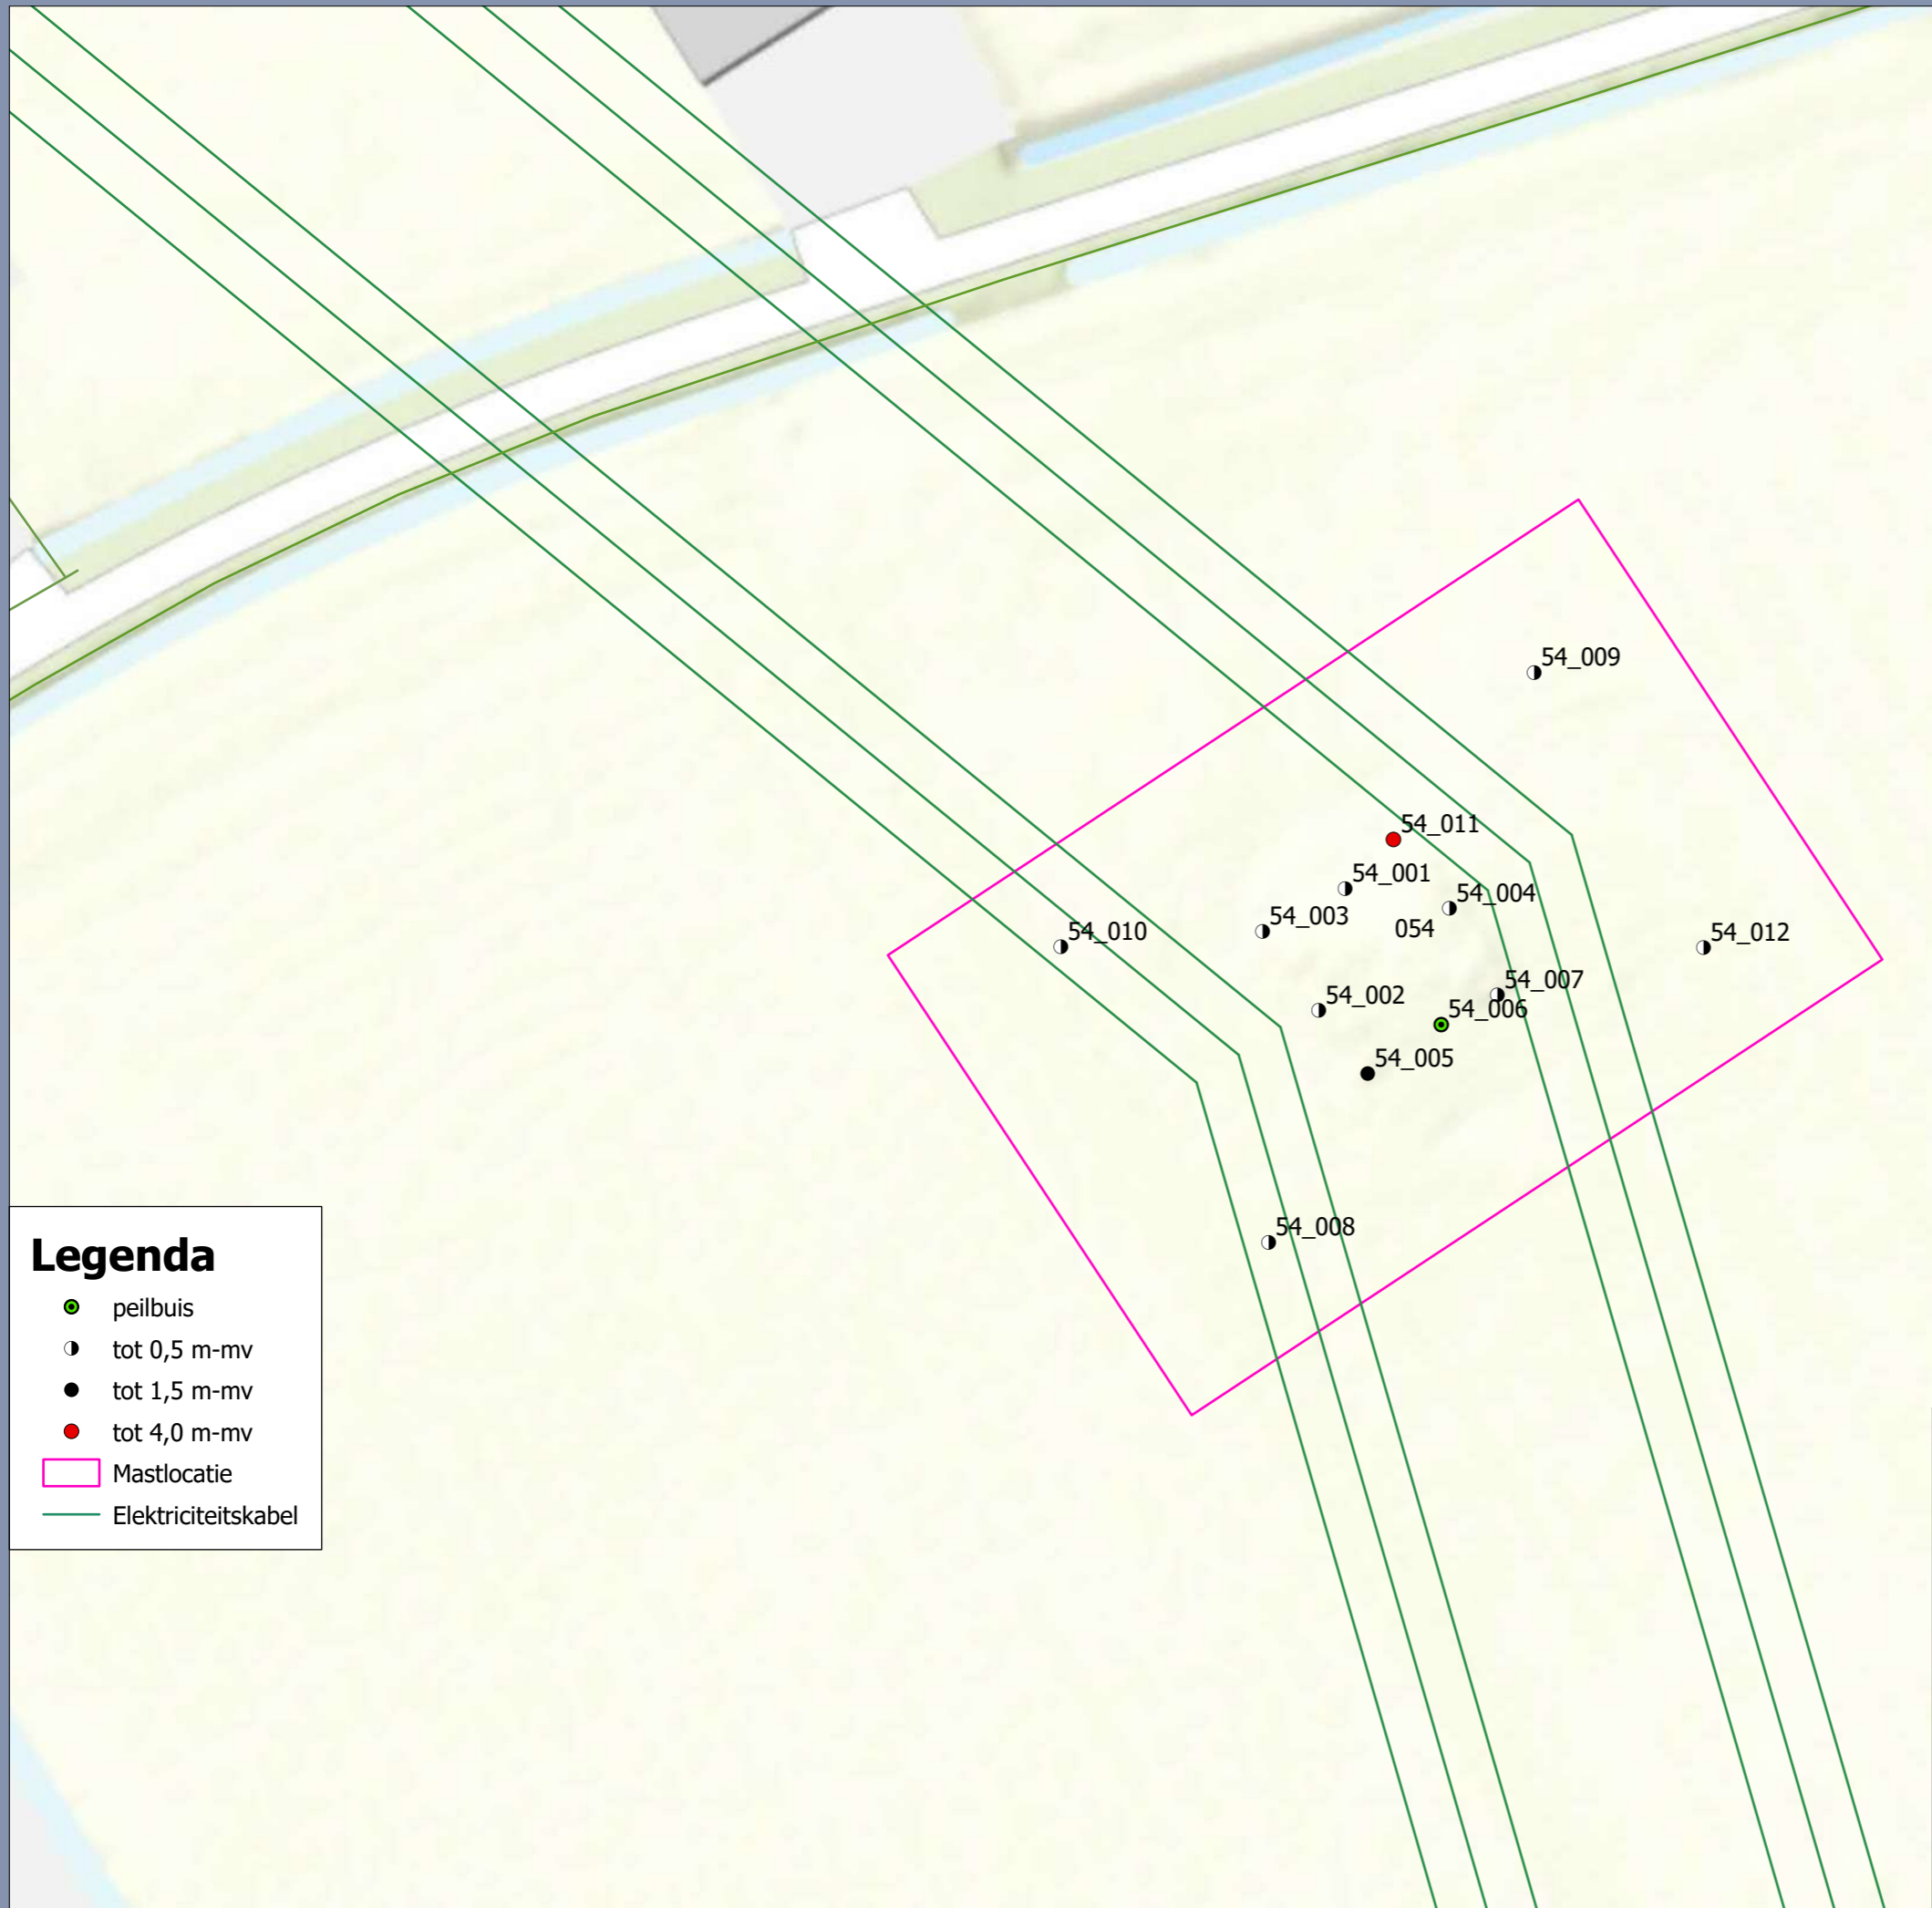 54_009
54_011
54_001
54_004
54_003
054
54_010
54_012
54_007
54_002
54_006
54_005
54_008
Legenda
peilbuis
tot 0,5 m-mv
tot 1,5 m-mv
tot 4,0 m-mv
Mastlocatie
Elektriciteitskabel